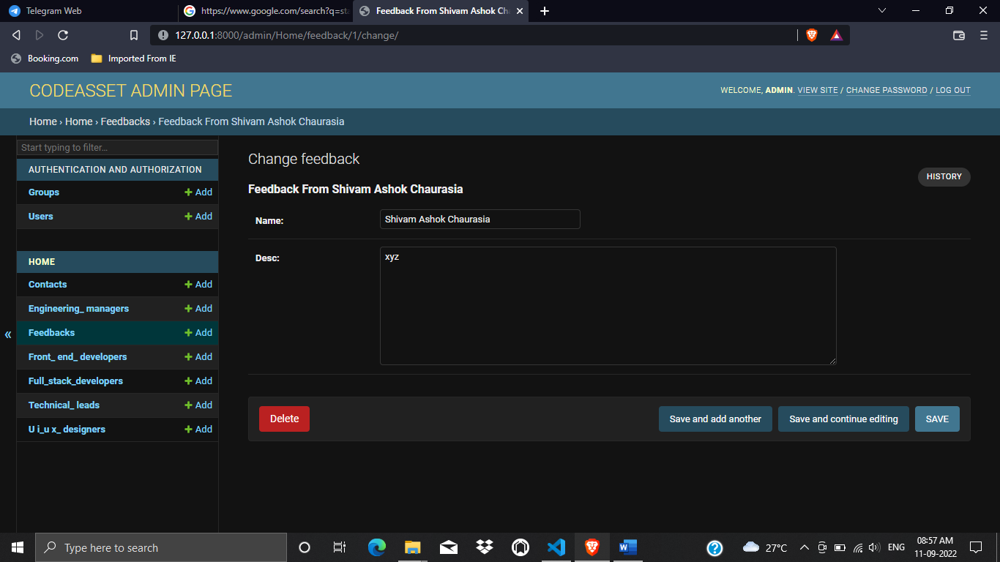 Telegram Web
https://www.google.com/search?q=sta
Feedback From Shivam Ashok Ch
127.0.0.1:8000/admin/Home/feedback/1/change/
Booking.com
Imported From IE
CODEASSET ADMIN PAGE
WELCOME, ADMIN. VIEW SITE / CHANGE PASSWORD / LOG OUT
Home › Home › Feedbacks › Feedback From Shivam Ashok Chaurasia
Start typing to filter...
AUTHENTICATION AND AUTHORIZATION
Groups + Add
Users + Add
HOME
Contacts + Add
Engineering_ managers + Add
Feedbacks + Add
Front_ end_ developers + Add
Full_stack_developers + Add
Technical_ leads + Add
U i_u x_ designers + Add
«
Change feedback
HISTORY
Feedback From Shivam Ashok Chaurasia
Name: Shivam Ashok Chaurasia
Desc: xyz
Delete
Save and add another
Save and continue editing
SAVE
Type here to search
27°C
ENG
08:57 AM
11-09-2022